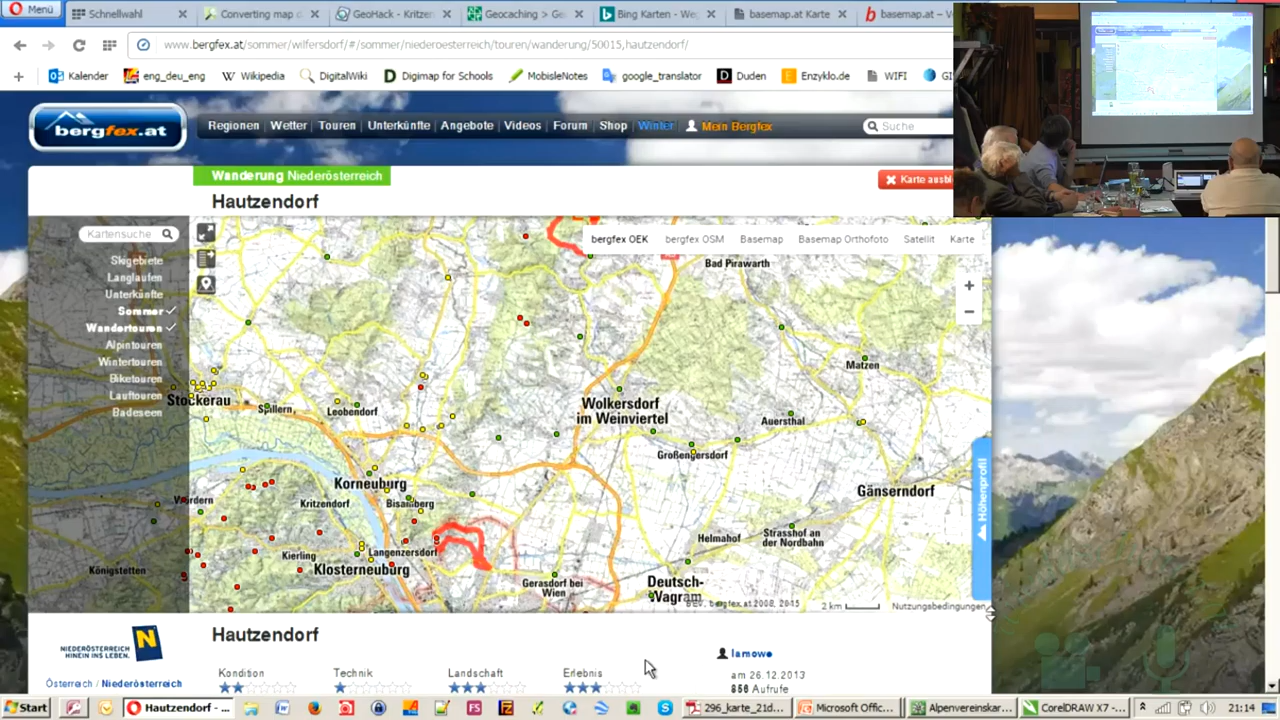 Menü
Schnellwahl
Converting map d
GeoHack - Kritzen
Geocaching > Ge
Bing Karten - We
basemap.at Karte
basemap.at – V
www.bergfex.at/sommer/wilfersdorf/#/sommer/niederoesterreich/touren/wanderung/50015,hautzendorf/
Kalender
eng_deu_eng
Wikipedia
DigitalWiki
Digimap for Schools
MobisleNotes
google_translator
Duden
Enzyklo.de
WIFI
bergfex.at
Regionen Wetter Touren Unterkünfte Angebote Videos Forum Shop Winter Mein Bergfex
Suche
Wanderung Niederösterreich
Karte ausbl
Hautzendorf
Kartensuche
bergfex OEK bergfex OSM Basemap Basemap Orthofoto Satellit Karte
Skigebiete
Langlaufen
Unterkünfte
Sommer
Wandertouren
Alpintouren
Wintertouren
Biketouren
Lauftouren
Badeseen
Bad Pirawarth
Matzen
Stockerau
Spillern
Leobendorf
Wolkersdorf
im Weinviertel
Auersthal
Großengersdorf
Korneuburg
Gänserndorf
Kritzendorf
Bisamberg
Wördern
Höhenprofil
Helmahof
Strasshof an
der Nordbahn
Kierling
Langenzersdorf
Klosterneuburg
Königstetten
Gerasdorf bei
Wien
Deutsch-
Wagram
BEV, bergfex.at 2008, 2015
2 km
Nutzungsbedingungen
Hautzendorf
N
NIEDERÖSTERREICH
HINEIN INS LEBEN.
Kondition
Technik
Landschaft
Erlebnis
lamowe
am 26.12.2013
856 Aufrufe
Österreich / Niederösterreich
Start
Hautzendorf - ...
296_karte_21d...
Microsoft Offic...
Alpenvereinskar...
CorelDRAW X7 -...
21:14